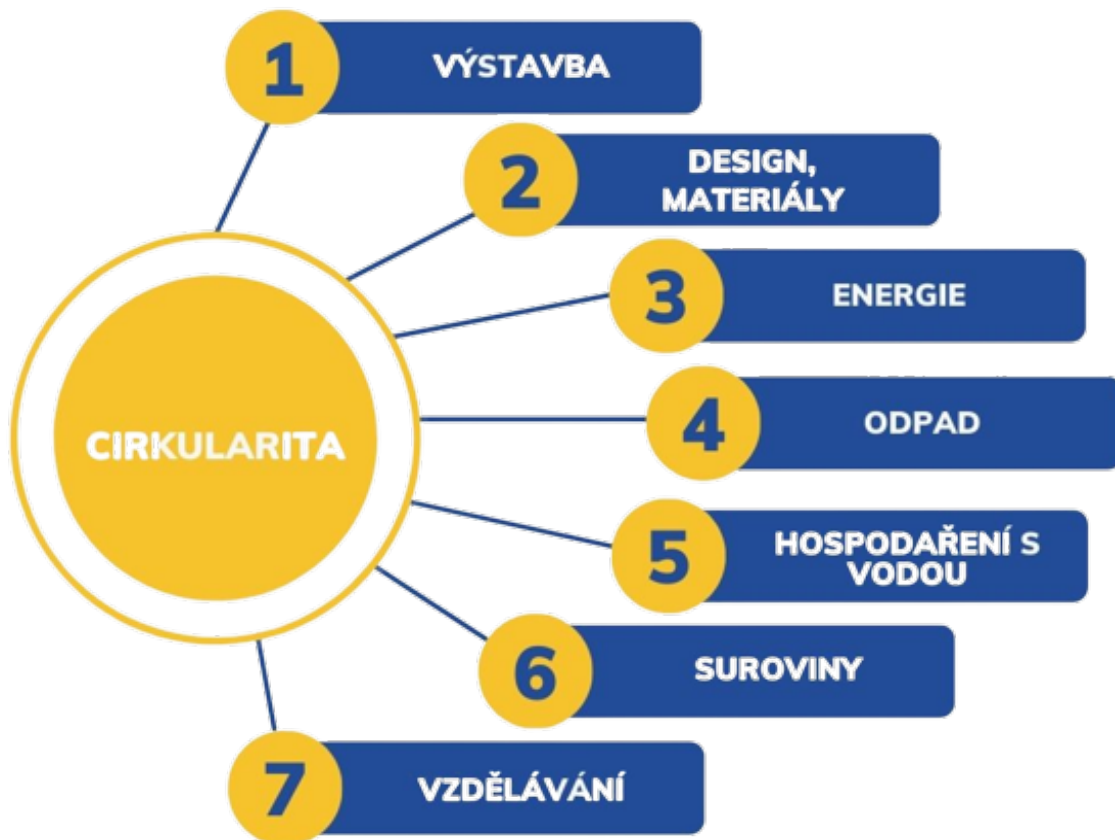 1
VÝSTAVBA
2
DESIGN,
MATERIÁLY
3
ENERGIE
CIRKULARITA
4
ODPAD
5
HOSPODAŘENÍ S
VODOU
6
SUROVINY
7
VZDĚLÁVÁNÍ